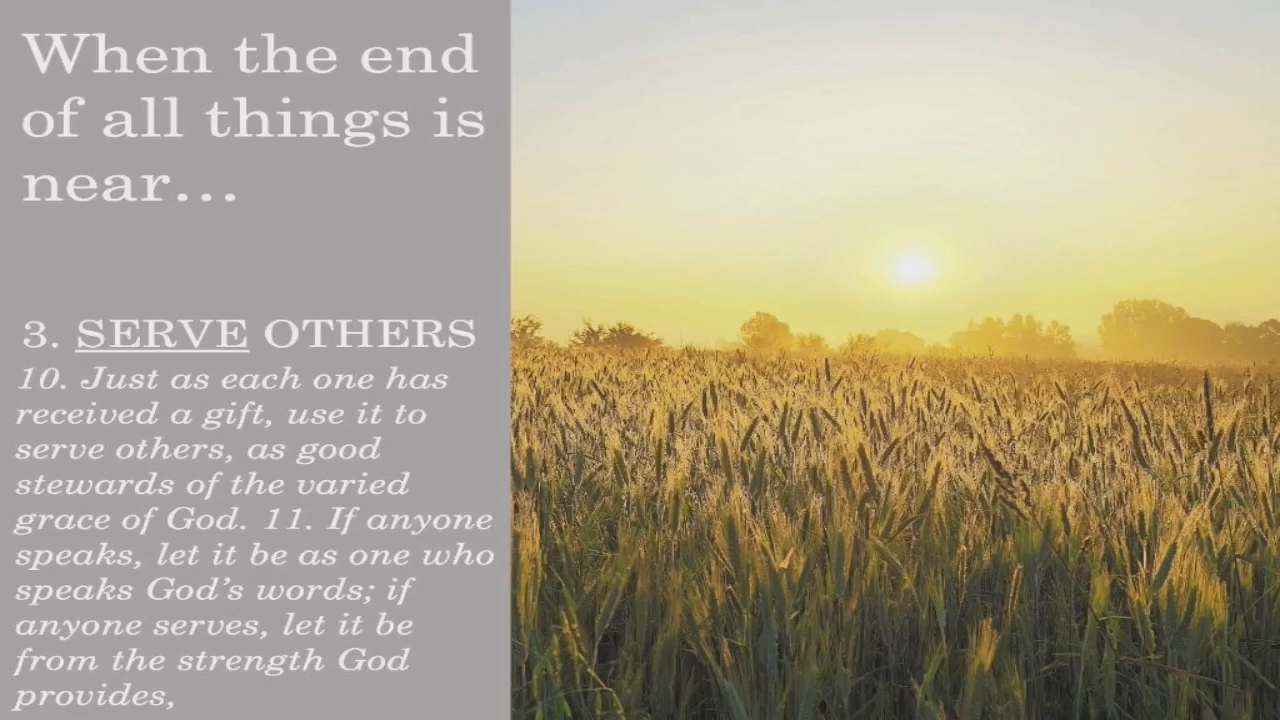 When the end
of all things is
near...
3. SERVE OTHERS
10. Just as each one has
received a gift, use it to
serve others, as good
stewards of the varied
grace of God. 11. If anyone
speaks, let it be as one who
speaks God’s words; if
anyone serves, let it be
from the strength God
provides,